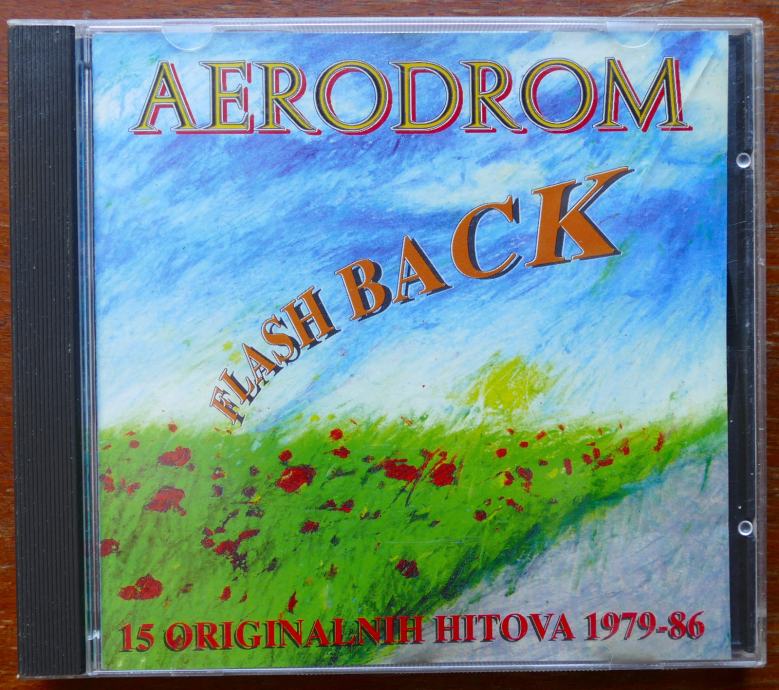 AERODROM
FLASH BACK
15 ORIGINALNIH HITOVA 1979-86